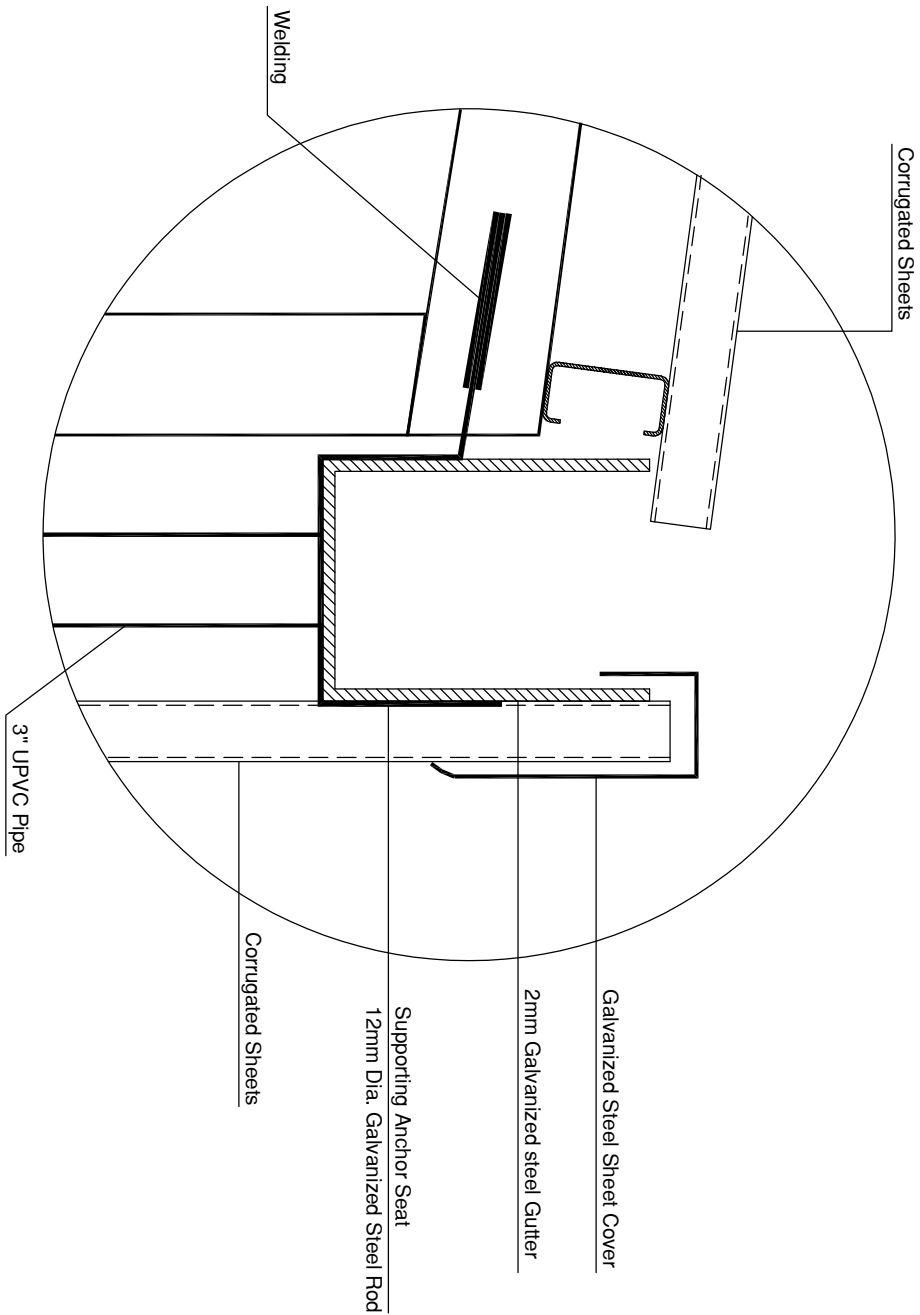 Corrugated Sheets
Welding
Galvanized Steel Sheet Cover
2mm Galvanized steel Gutter
Supporting Anchor Seat
12mm Dia. Galvanized Steel Rod
Corrugated Sheets
3" UPVC Pipe